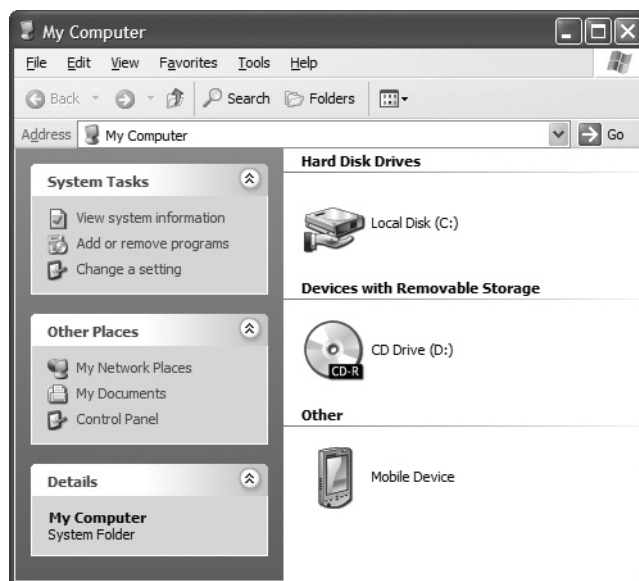 My Computer
File Edit View Favorites Tools Help
Back Search Folders
Address My Computer Go
System Tasks
View system information
Add or remove programs
Change a setting
Other Places
My Network Places
My Documents
Control Panel
Details
My Computer
System Folder
Hard Disk Drives
Local Disk (C:)
Devices with Removable Storage
CD-R
CD Drive (D:)
Other
Mobile Device